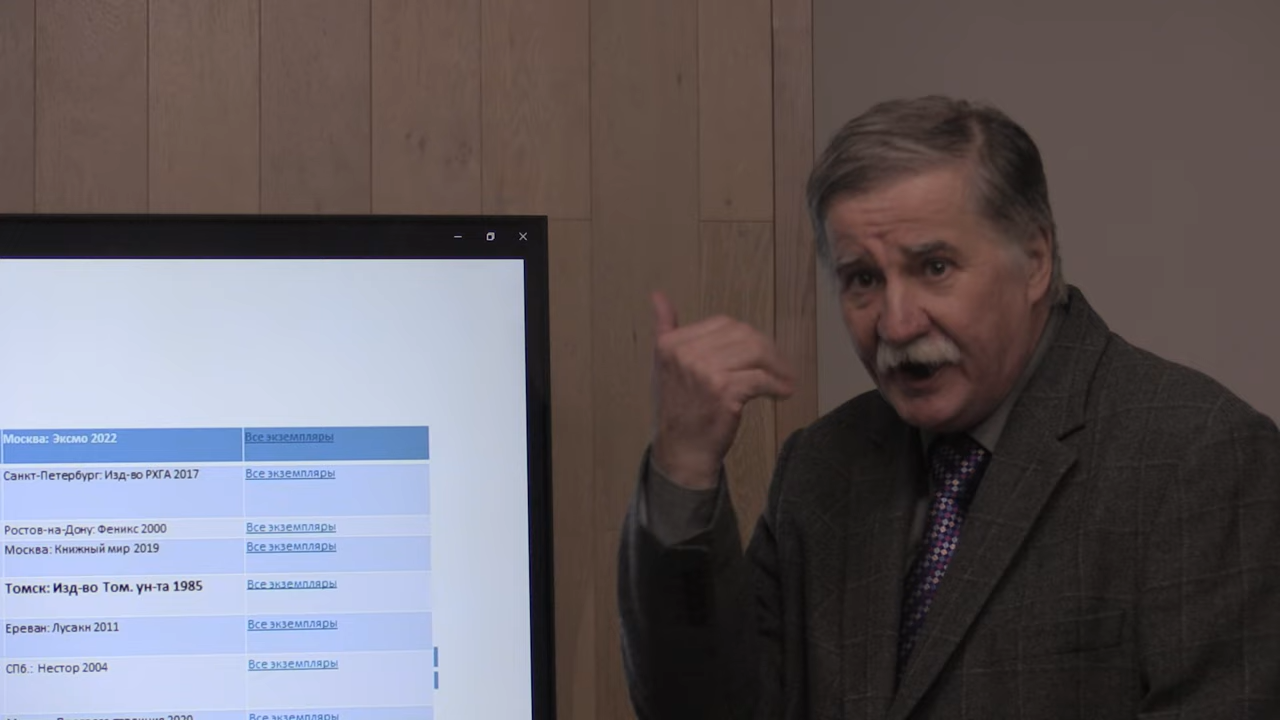 Москва: Эксмо 2022 Все экземпляры
Санкт-Петербург: Изд-во РХГА 2017 Все экземпляры
Ростов-на-Дону: Феникс 2000 Все экземпляры
Москва: Книжный мир 2019 Все экземпляры
Томск: Изд-во Том. ун-та 1985 Все экземпляры
Ереван: Лусакн 2011 Все экземпляры
СПб.: Нестор 2004 Все экземпляры
2020 Все экземпляры